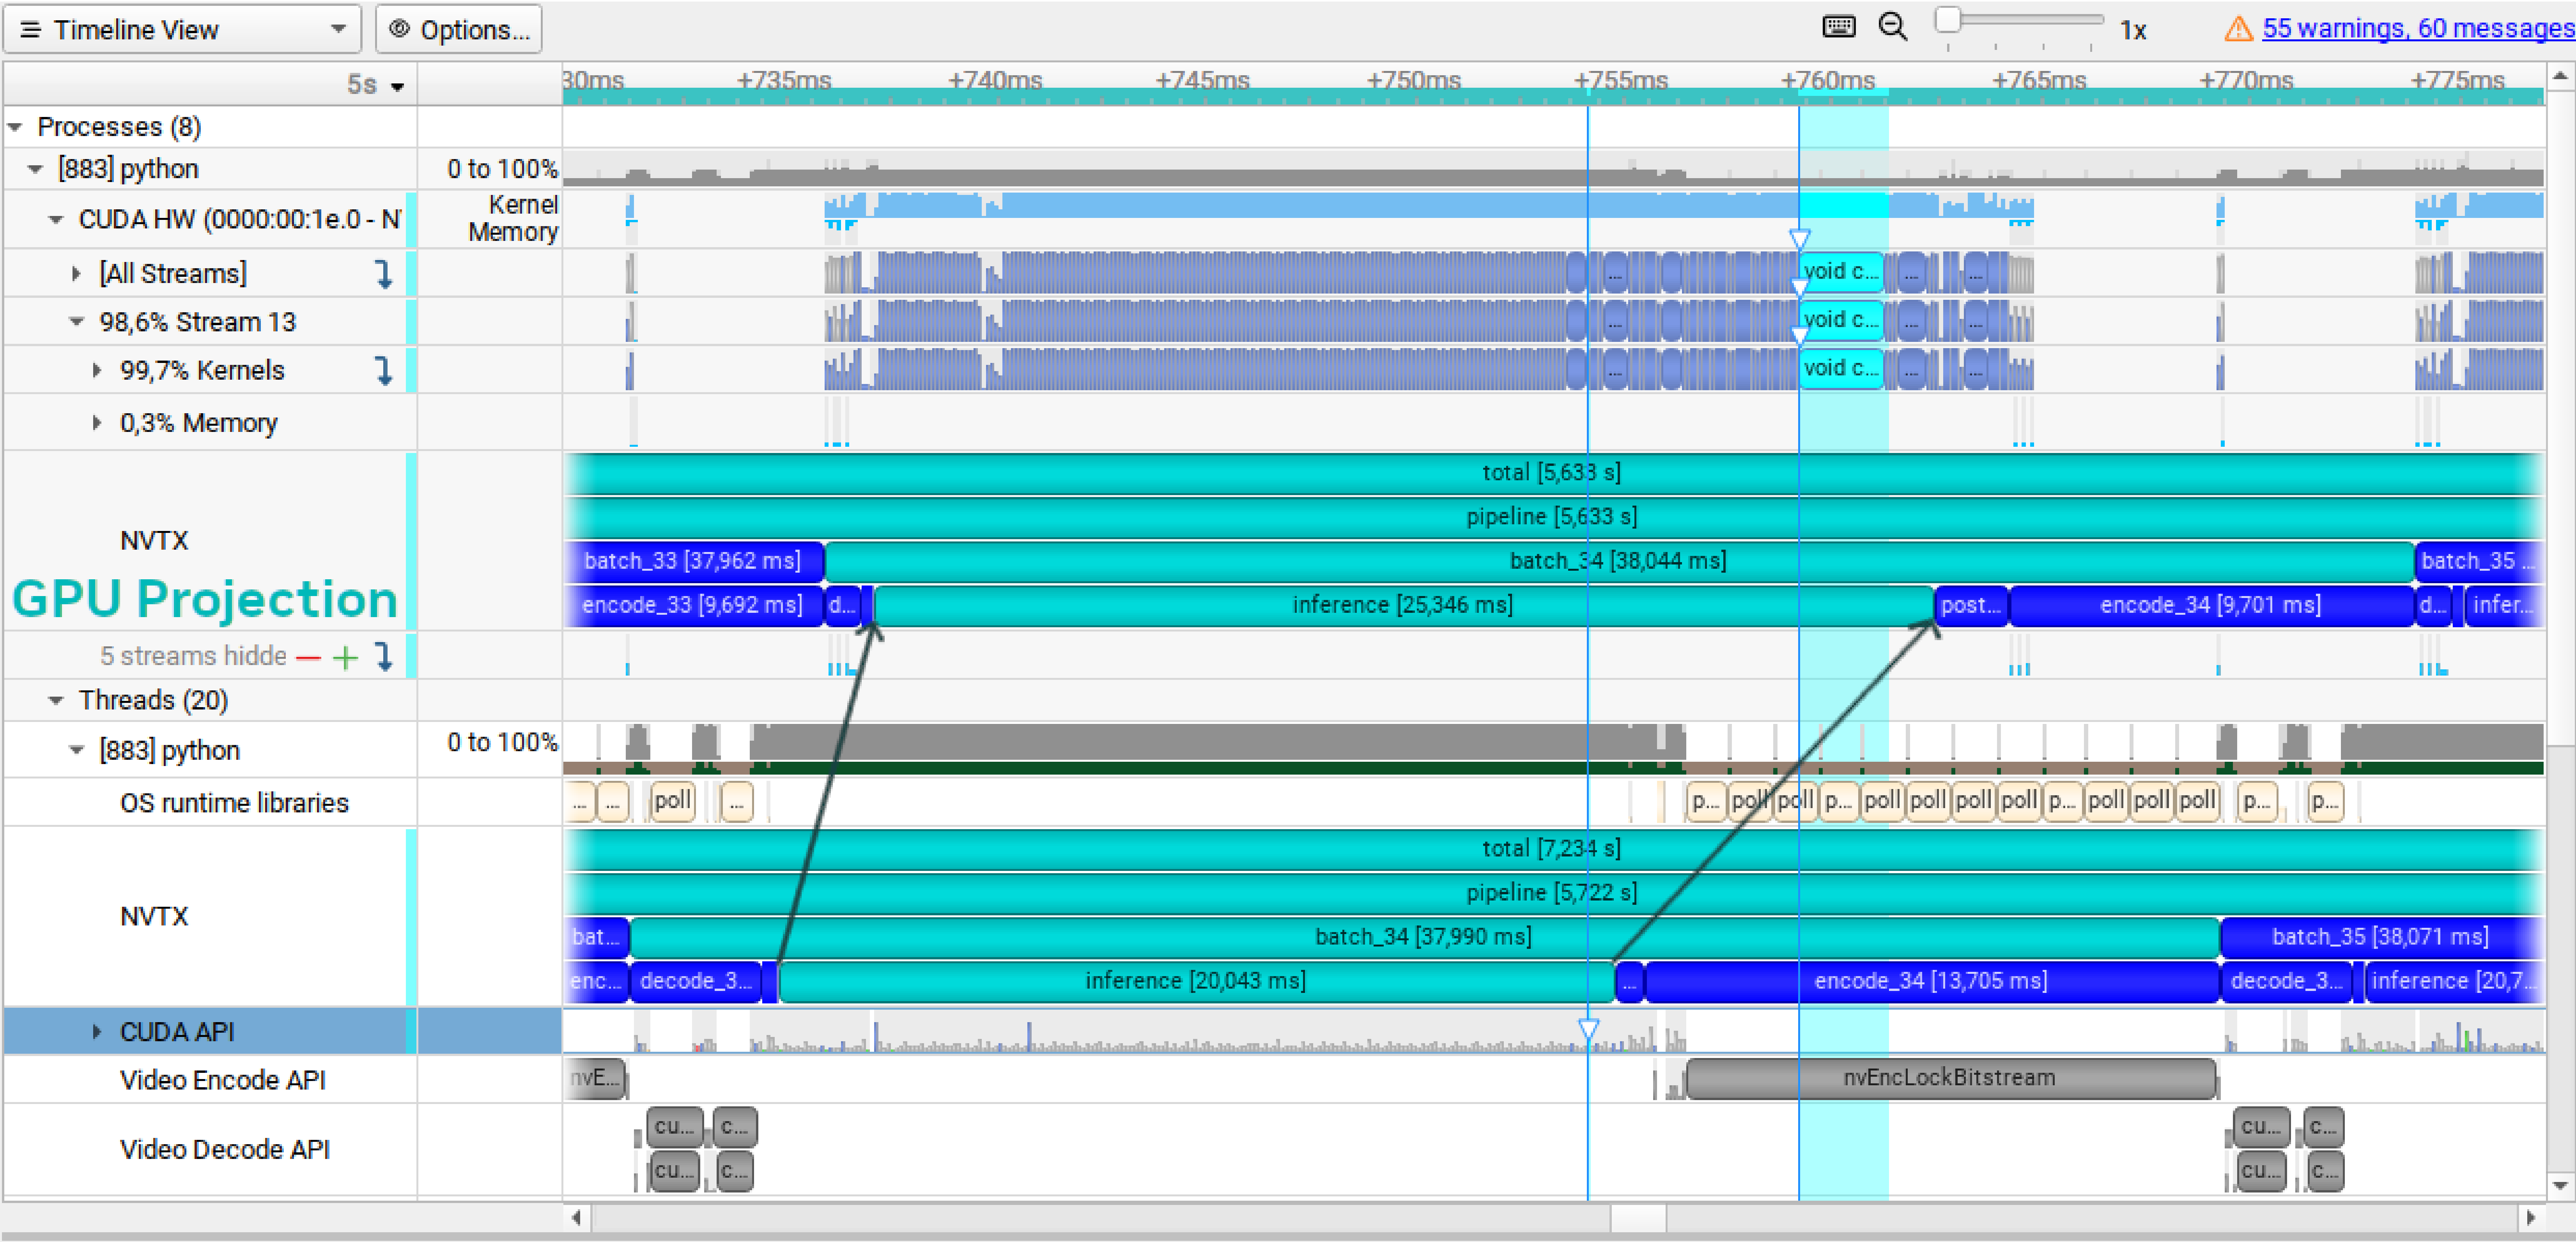 Timeline View Options... 1x 55 warnings, 60 messages
5s 30ms +735ms +740ms +745ms +750ms +755ms +760ms +765ms +770ms +775ms
Processes (8)
[883] python 0 to 100%
CUDA HW (0000:00:1e.0 - N Kernel
Memory
[All Streams] ... void c... ... ...
98,6% Stream 13 ... void c... ... ...
99,7% Kernels ... void c... ... ...
0,3% Memory
total [5,633 s]
pipeline [5,633 s]
NVTX
batch_33 [37,962 ms] batch_34 [38,044 ms] batch_35 ...
GPU Projection
encode_33 [9,692 ms] d... inference [25,346 ms] post... encode_34 [9,701 ms] d... infer...
5 streams hidde
Threads (20)
[883] python 0 to 100%
OS runtime libraries ... ... poll ... p... poll poll p... poll poll poll poll p... poll poll poll p... p...
total [7,234 s]
pipeline [5,722 s]
NVTX
bat... batch_34 [37,990 ms] batch_35 [38,071 ms]
enc... decode_3... inference [20,043 ms] ... encode_34 [13,705 ms] decode_3... inference [20,7...
CUDA API
Video Encode API nvE... nvEncLockBitstream
cu... c... cu... c...
Video Decode API
cu... c... cu... c...